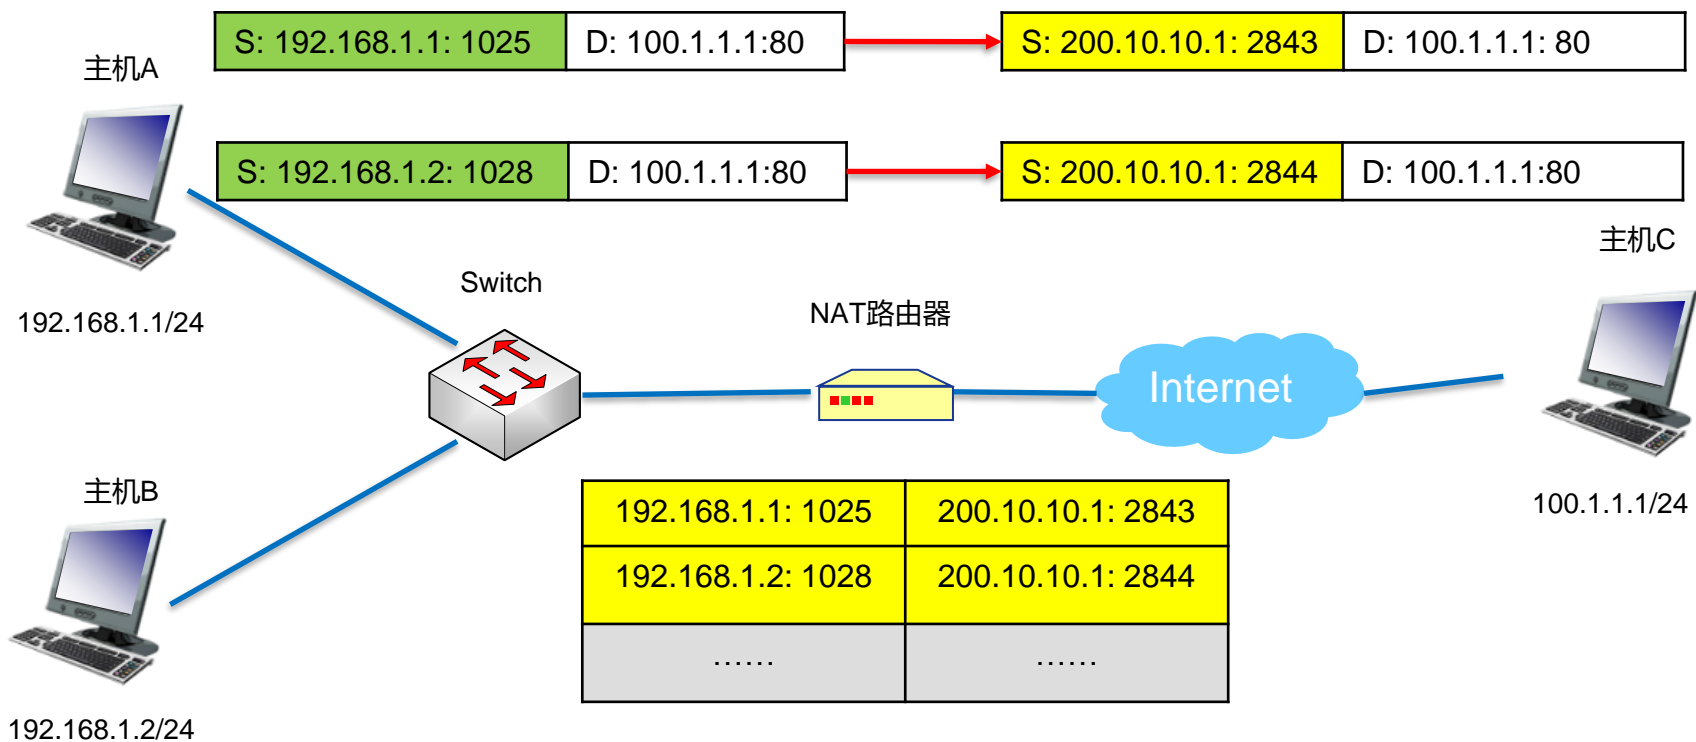 S: 192.168.1.1: 1025
D: 100.1.1.1:80
S: 200.10.10.1: 2843
D: 100.1.1.1: 80
主机A
S: 192.168.1.2: 1028
D: 100.1.1.1:80
S: 200.10.10.1: 2844
D: 100.1.1.1:80
主机C
Switch
NAT路由器
192.168.1.1/24
Internet
主机B
100.1.1.1/24
192.168.1.1: 1025
200.10.10.1: 2843
192.168.1.2: 1028
200.10.10.1: 2844
……
……
192.168.1.2/24